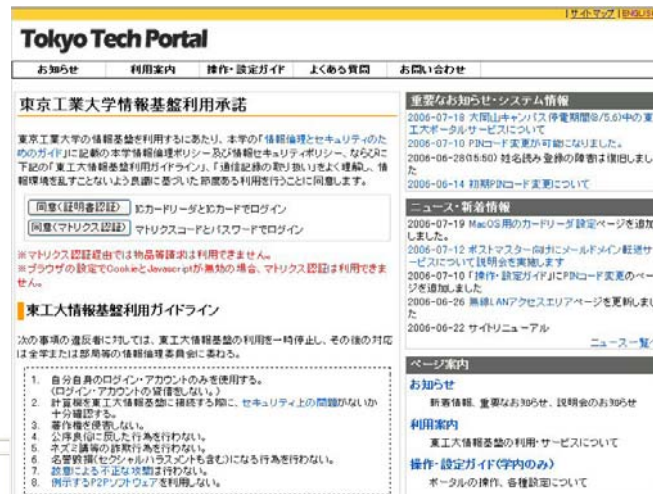 サイトマップ | ENGLISH
Tokyo Tech Portal
お知らせ 利用案内 操作・設定ガイド よくある質問 お問い合わせ
東京工業大学情報基盤利用承諾
東京工業大学の情報基盤を利用するにあたり、本学の「情報倫理とセキュリティのた
めのガイド」に記載の本学情報倫理ポリシー及び情報セキュリティポリシー、ならびに
下記の「東工大情報基盤利用ガイドライン」、「通信記録の取り扱い」をよく理解し、情
報環境を乱すことないよう良識に基づいた節度ある利用を行うことに同意します。
同意(証明書認証) ICカードリーダとICカードでログイン
同意(マトリクス認証) マトリクスコードとパスワードでログイン
※マトリクス認証経由では物品等請求は利用できません。
※ブラウザの設定でCookieとJavascriptが無効の場合、マトリクス認証は利用できま
せん。
東工大情報基盤利用ガイドライン
次の事項の違反者に対しては、東工大情報基盤の利用を一時停止し、その後の対応
は全学または部局等の情報倫理委員会に委ねる。
1. 自分自身のログイン・アカウントのみを使用する。
(ログイン・アカウントの貸借をしない。)
2. 計算機を東工大情報基盤に接続する際に、セキュリティ上の問題がないか
十分確認する。
3. 著作権を侵害しない。
4. 公序良俗に反した行為を行わない。
5. ネズミ講等の詐欺行為を行わない。
6. 名誉毀損(セクシャルハラスメントも含む)になる行為を行わない。
7. 故意による不正な攻撃は行わない。
8. 例示するP2Pソフトウェアを利用しない。
重要なお知らせ・システム情報
2006-07-18 大岡山キャンパス停電期間(8/5,6)中の東
工大ポータルサービスについて
2006-07-10 PINコード変更が可能になりました。
2006-06-28(15:50) 姓名読み登録の障害は復旧しまし
た
2006-06-14 初期PINコード変更について
ニュース・新着情報
2006-07-19 MacOS用のカードリーダ設定ページを追加
しました。
2006-07-12 ポストマスター向けにメールドメイン転送サ
ービスについて説明会を実施します
2006-07-10 「操作・設定ガイド」にPINコード変更のペー
ジを追加しました
2006-06-26 無線LANアクセスエリアページを更新しまし
た
2006-06-22 サイトリニューアル
ニュース一覧へ
ページ案内
お知らせ
新着情報、重要なお知らせ、説明会のお知らせ
利用案内
東工大情報基盤の利用・サービスについて
操作・設定ガイド(学内のみ)
ポータルの操作、各種設定について